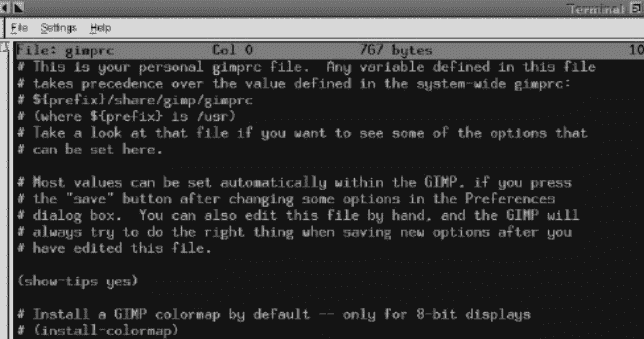 Terminal
File Settings Help
File: gimprc Col 0 767 bytes 10
# This is your personal gimprc file. Any variable defined in this file
# takes precedence over the value defined in the system-wide gimprc:
# ${prefix}/share/gimp/gimprc
# (where ${prefix} is /usr)
# Take a look at that file if you want to see some of the options that
# can be set here.
# Most values can be set automatically within the GIMP, if you press
# the "save" button after changing some options in the Preferences
# dialog box. You can also edit this file by hand, and the GIMP will
# always try to do the right thing when saving new options after you
# have edited this file.
(show-tips yes)
# Install a GIMP colormap by default -- only for 8-bit displays
# (install-colormap)